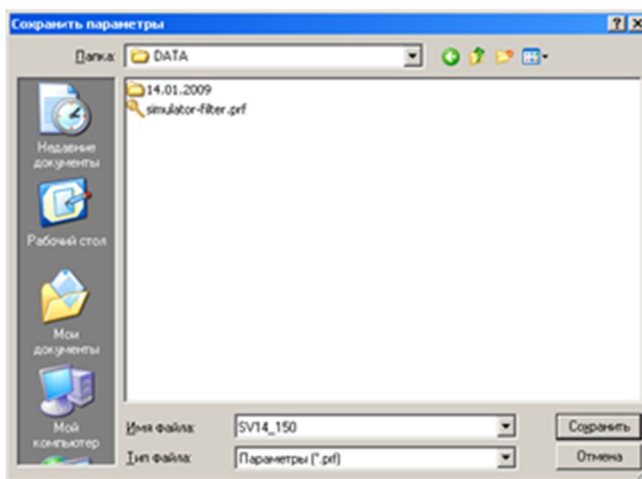 Сохранить параметры
Папка: DATA
14.01.2009
simulator-filter.prf
Недавние
документы
Рабочий стол
Мои
документы
Мой
компьютер
Имя файла: SV14_150 Сохранить
Тип файла: Параметры (*.prf) Отмена